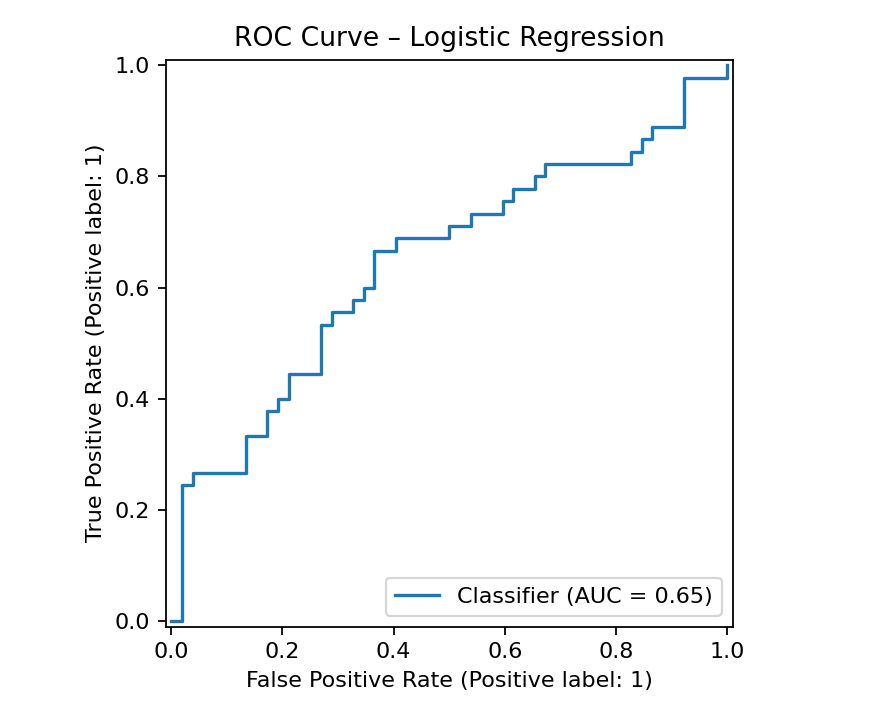 ROC Curve – Logistic Regression
True Positive Rate (Positive label: 1)
1.0
0.8
0.6
0.4
0.2
0.0
Classifier (AUC = 0.65)
0.0 0.2 0.4 0.6 0.8 1.0
False Positive Rate (Positive label: 1)